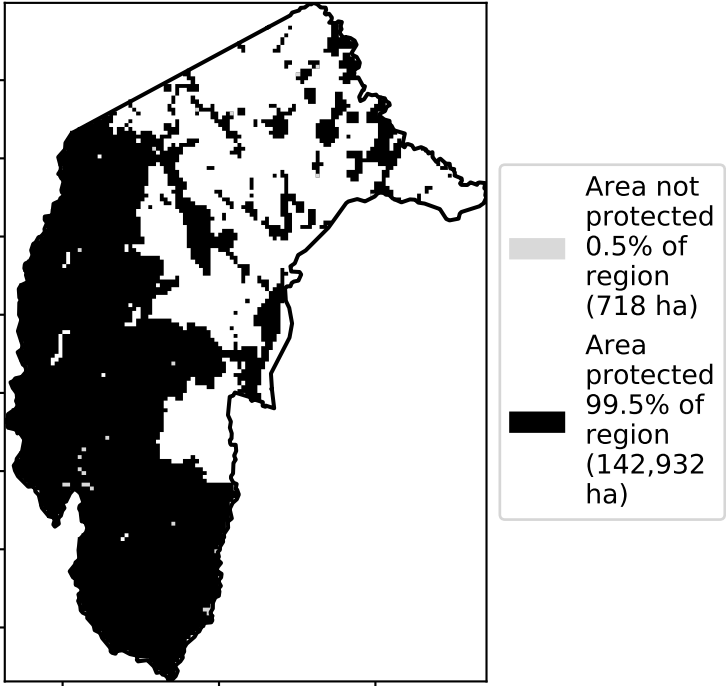 Area not
protected
0.5% of
region
(718 ha)
Area
protected
99.5% of
region
(142,932
ha)